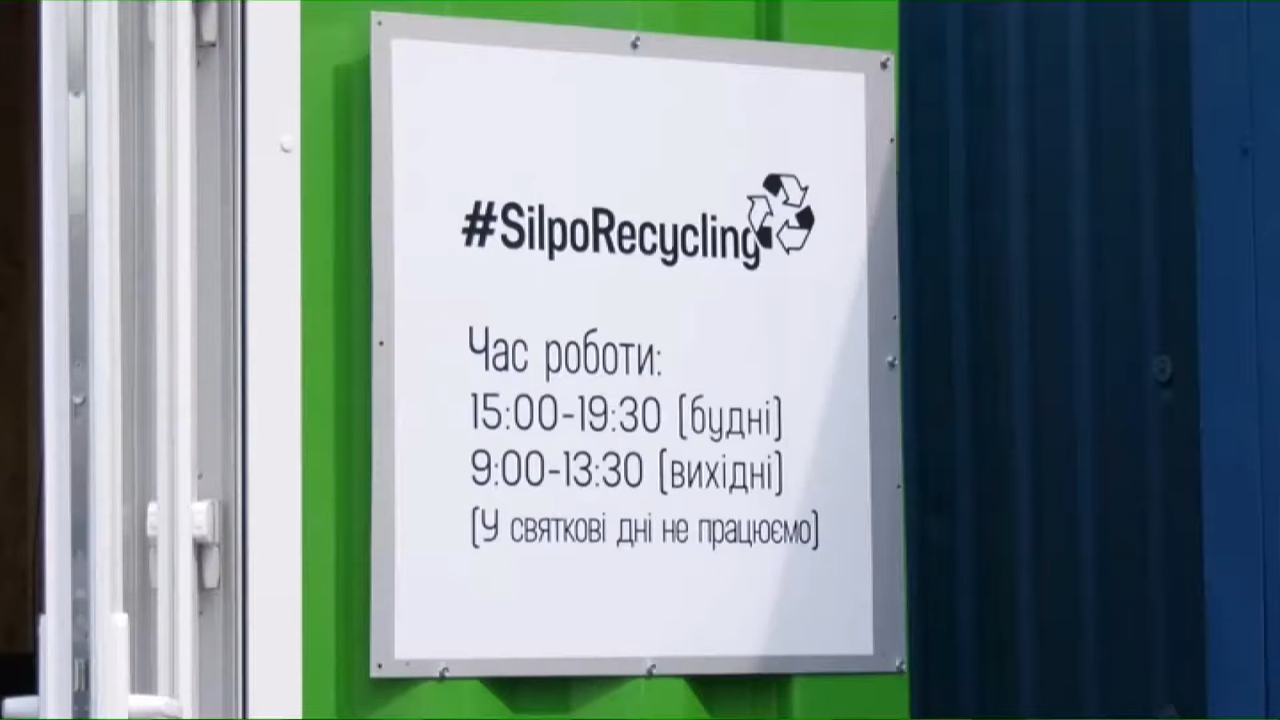 #SilpoRecycling
Час роботи:
15:00-19:30 (будні)
9:00-13:30 (вихідні)
(У святкові дні не працюємо)